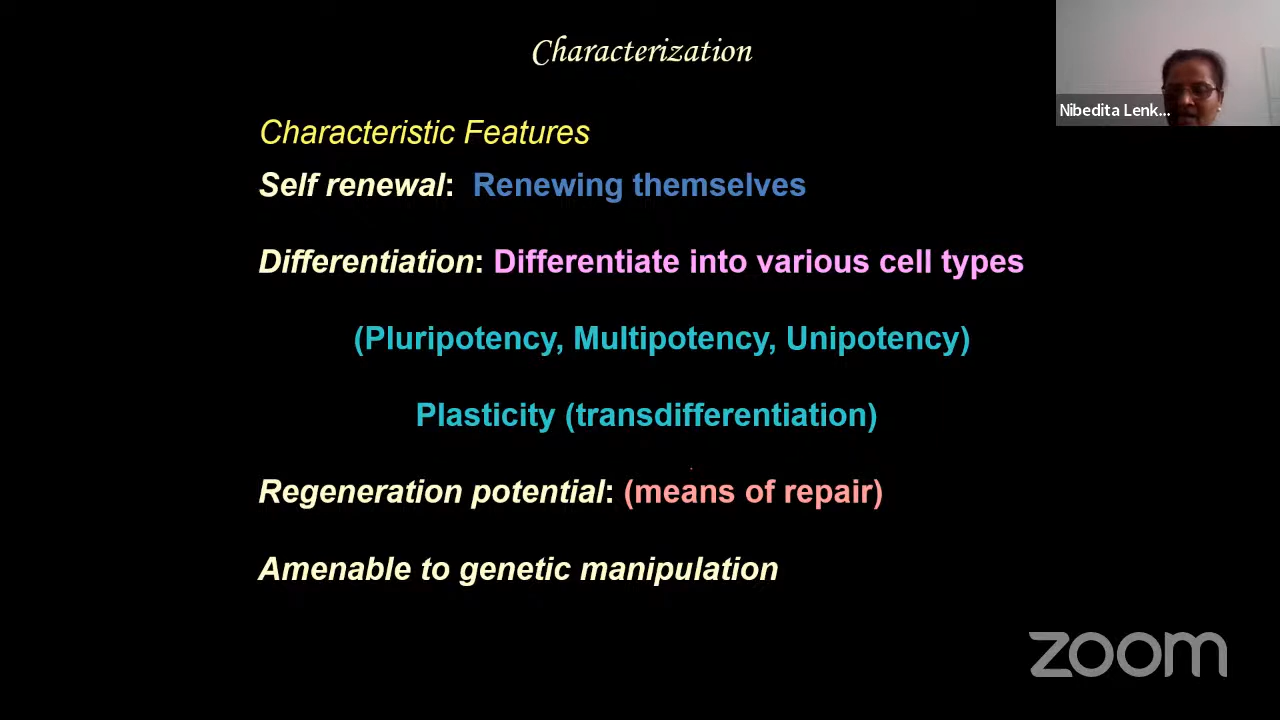 Characterization
Nibedita Lenk...
Characteristic Features
Self renewal: Renewing themselves
Differentiation: Differentiate into various cell types
(Pluripotency, Multipotency, Unipotency)
Plasticity (transdifferentiation)
Regeneration potential: (means of repair)
Amenable to genetic manipulation
zoom